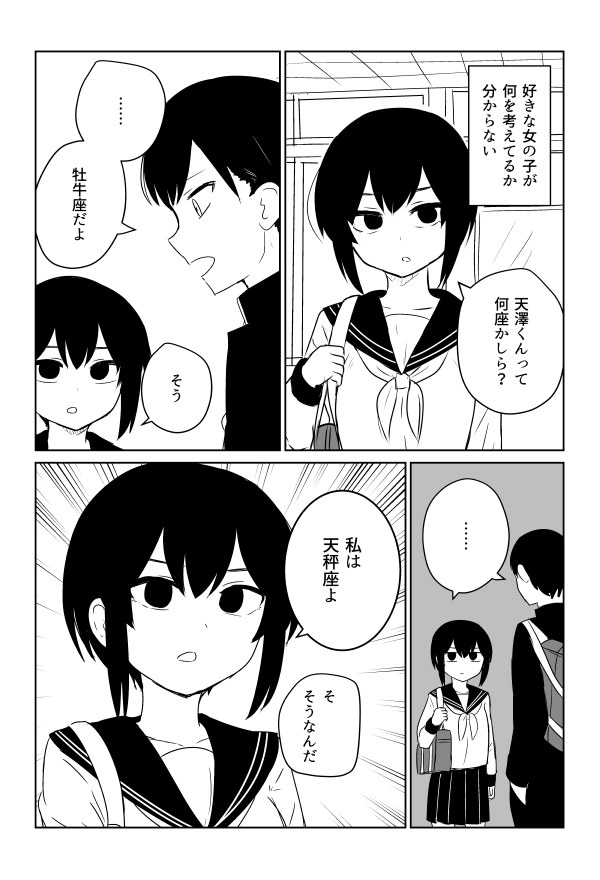 好きな女の子が
何を考えてるか
分からない
天澤くんって
何座かしら？
……
牡牛座だよ
そう
……
私は
天秤座よ
そ
そうなんだ